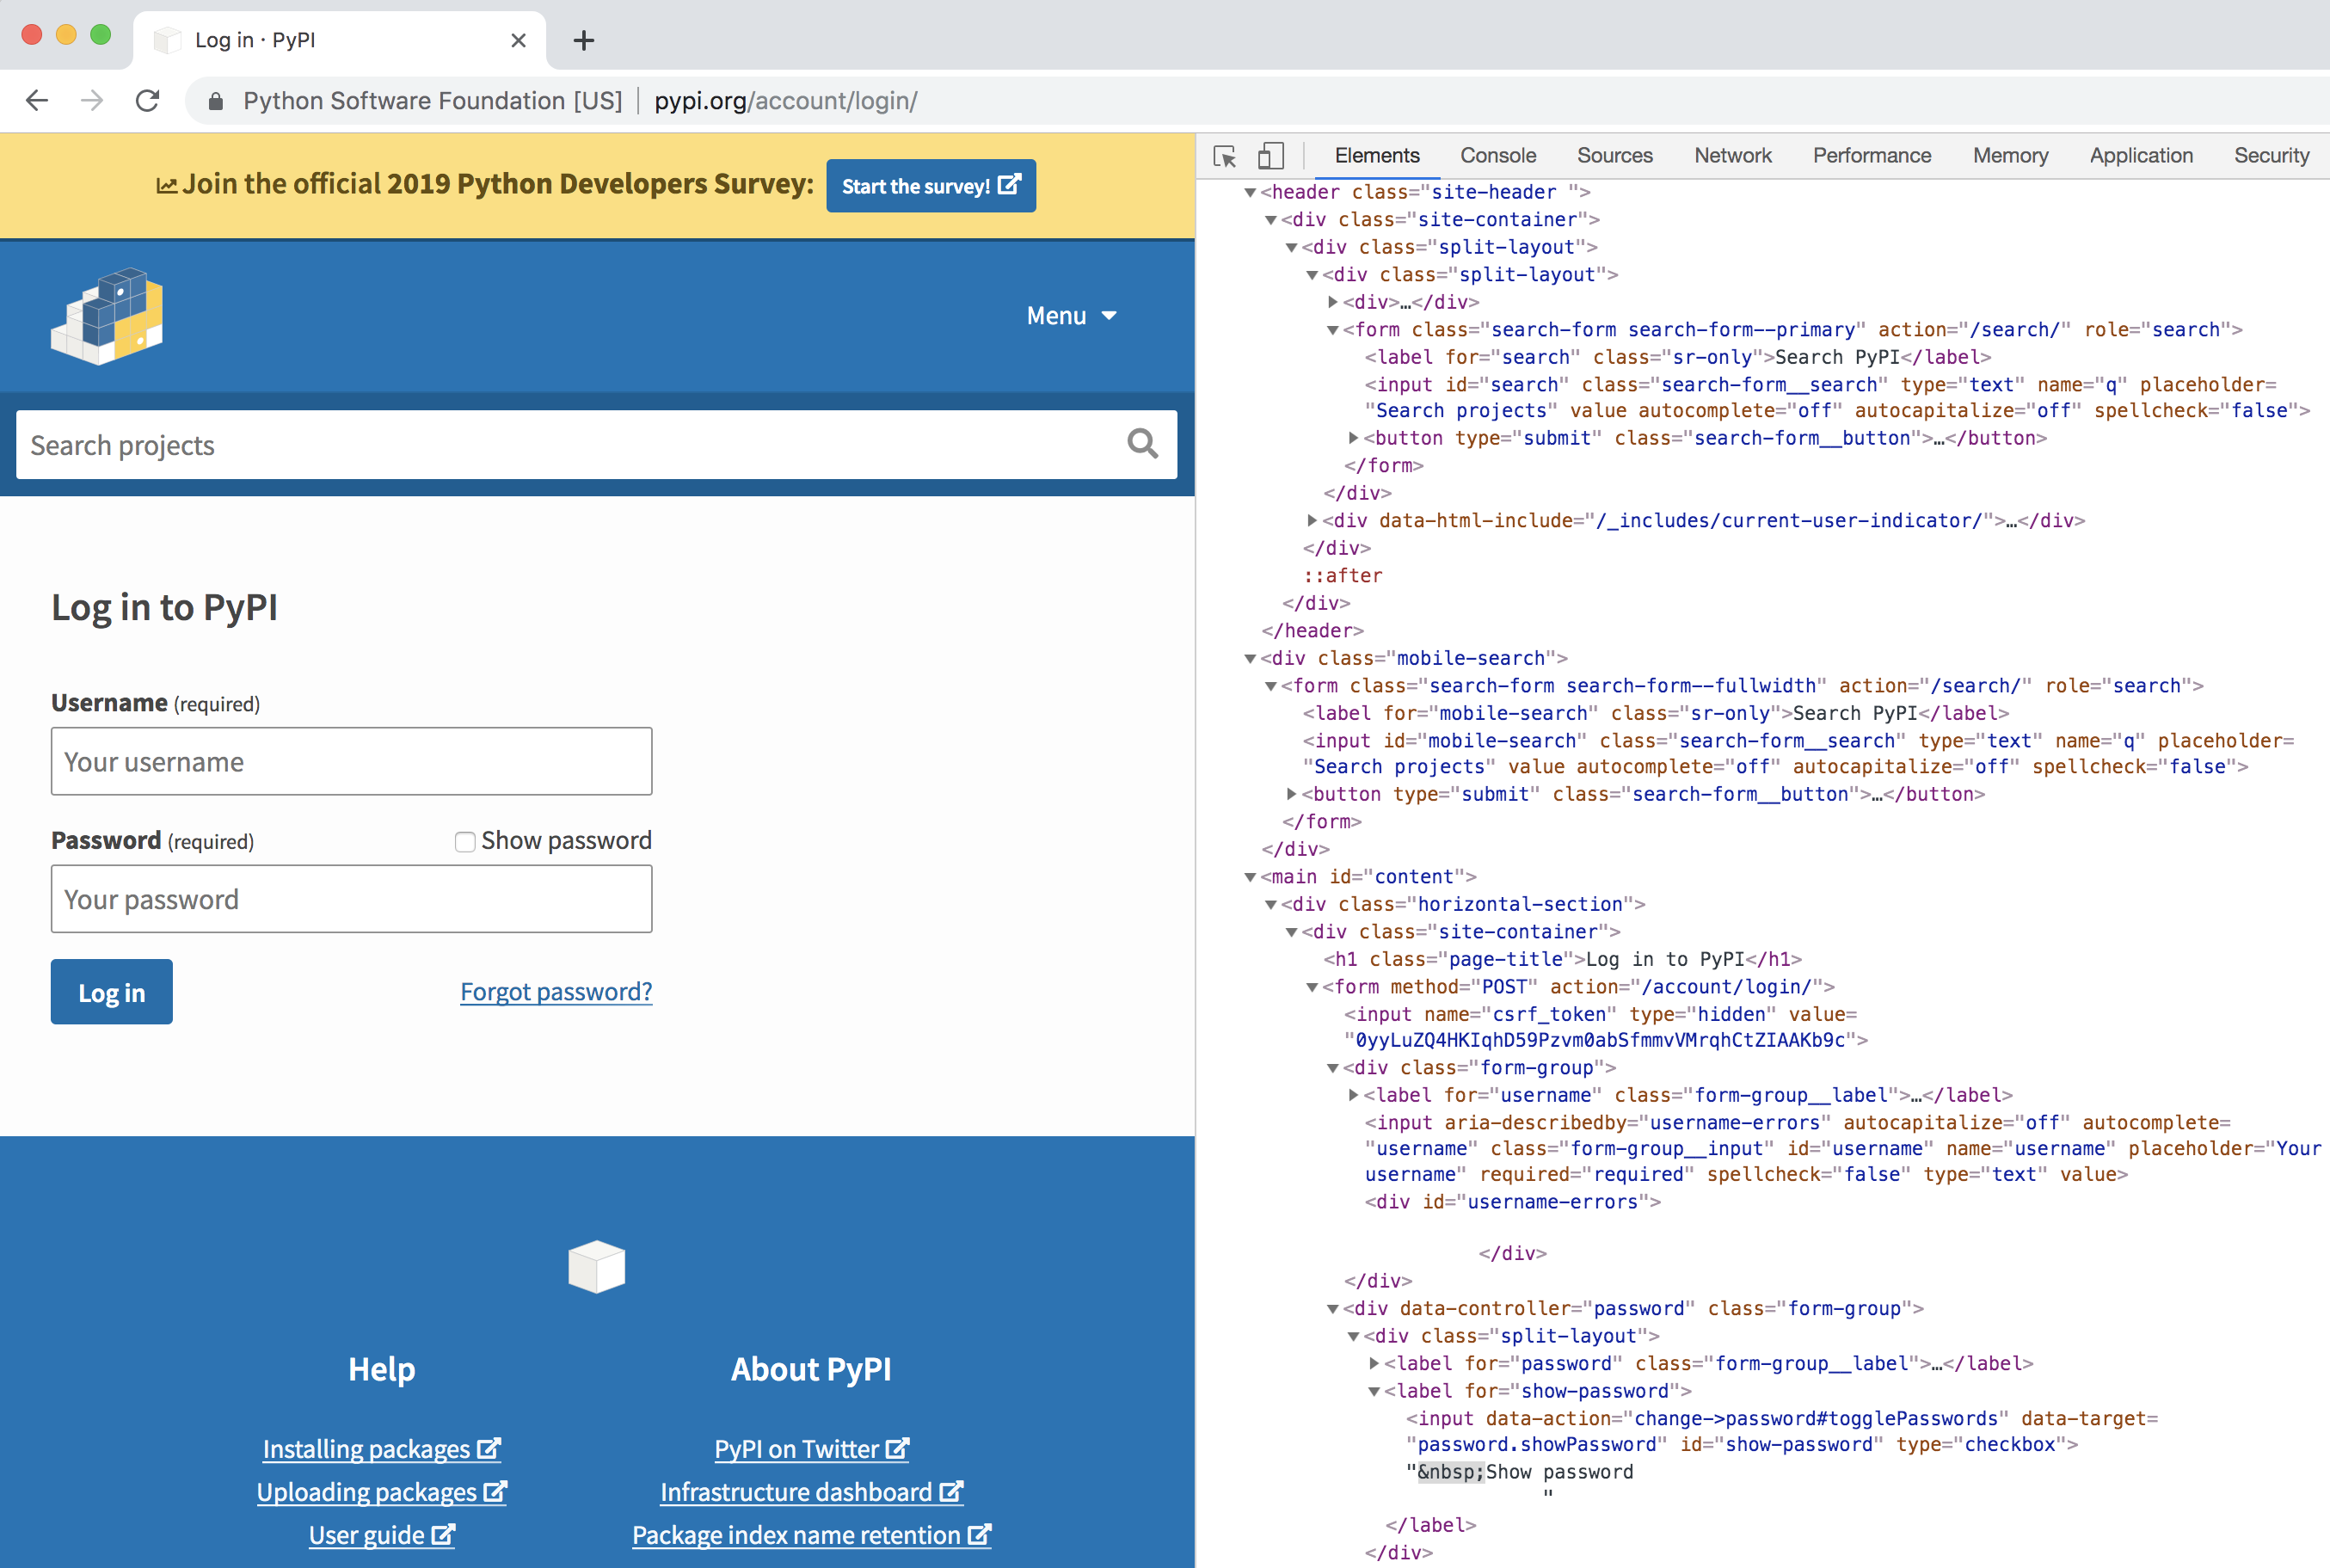 Log in · PyPI
Python Software Foundation [US] | pypi.org/account/login/
Join the official 2019 Python Developers Survey: Start the survey!
Menu
Search projects
Log in to PyPI
Username (required)
Your username
Password (required) Show password
Your password
Log in Forgot password?
Help
Installing packages
Uploading packages
User guide
About PyPI
PyPI on Twitter
Infrastructure dashboard
Package index name retention
Elements Console Sources Network Performance Memory Application Security
<header class="site-header ">
<div class="site-container">
<div class="split-layout">
<div class="split-layout">
<div>…</div>
<form class="search-form search-form--primary" action="/search/" role="search">
<label for="search" class="sr-only">Search PyPI</label>
<input id="search" class="search-form__search" type="text" name="q" placeholder=
"Search projects" value autocomplete="off" autocapitalize="off" spellcheck="false">
<button type="submit" class="search-form__button">…</button>
</form>
</div>
<div data-html-include="/_includes/current-user-indicator/">…</div>
</div>
::after
</div>
</header>
<div class="mobile-search">
<form class="search-form search-form--fullwidth" action="/search/" role="search">
<label for="mobile-search" class="sr-only">Search PyPI</label>
<input id="mobile-search" class="search-form__search" type="text" name="q" placeholder=
"Search projects" value autocomplete="off" autocapitalize="off" spellcheck="false">
<button type="submit" class="search-form__button">…</button>
</form>
</div>
<main id="content">
<div class="horizontal-section">
<div class="site-container">
<h1 class="page-title">Log in to PyPI</h1>
<form method="POST" action="/account/login/">
<input name="csrf_token" type="hidden" value=
"0yyLuZQ4HKIqhD59Pzvm0abSfmmvVMrqhCtZIAAKb9c">
<div class="form-group">
<label for="username" class="form-group__label">…</label>
<input aria-describedby="username-errors" autocapitalize="off" autocomplete=
"username" class="form-group__input" id="username" name="username" placeholder="Your
username" required="required" spellcheck="false" type="text" value>
<div id="username-errors">
</div>
</div>
<div data-controller="password" class="form-group">
<div class="split-layout">
<label for="password" class="form-group__label">…</label>
<label for="show-password">
<input data-action="change->password#togglePasswords" data-target=
"password.showPassword" id="show-password" type="checkbox">
"&nbsp;Show password
"
</label>
</div>